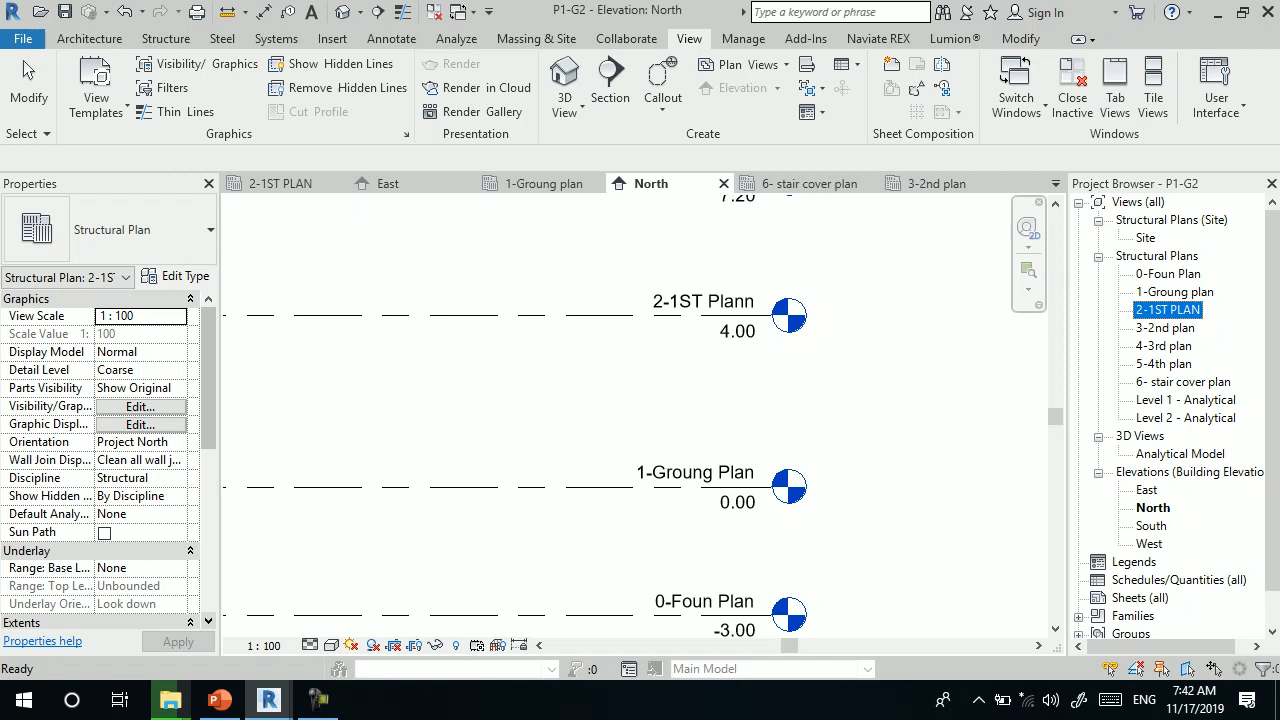 P1-G2 - Elevation: North
Type a keyword or phrase
Sign In
File Architecture Structure Steel Systems Insert Annotate Analyze Massing & Site Collaborate View Manage Add-Ins Naviate REX Lumion® Modify
Modify
View
Templates
Visibility/ Graphics
Filters
Thin Lines
Show Hidden Lines
Remove Hidden Lines
Cut Profile
Render
Render in Cloud
Render Gallery
3D
View
Section
Callout
Plan Views
Elevation
Switch
Windows
Close
Inactive
Tab
Views
Tile
Views
User
Interface
Select Graphics Presentation Create Sheet Composition Windows
Properties
2-1ST PLAN East 1-Groung plan North 6- stair cover plan 3-2nd plan
Project Browser - P1-G2
Structural Plan
Structural Plan: 2-1S Edit Type
Graphics
View Scale 1 : 100
Scale Value 1: 100
Display Model Normal
Detail Level Coarse
Parts Visibility Show Original
Visibility/Grap... Edit...
Graphic Displ... Edit...
Orientation Project North
Wall Join Disp... Clean all wall j...
Discipline Structural
Show Hidden ... By Discipline
Default Analy... None
Sun Path
Underlay
Range: Base L... None
Range: Top Le... Unbounded
Underlay Orie... Look down
Extents
Properties help Apply
7.20
2-1ST Plann
4.00
1-Groung Plan
0.00
0-Foun Plan
-3.00
2D
1 : 100
Views (all)
Structural Plans (Site)
Site
Structural Plans
0-Foun Plan
1-Groung plan
2-1ST PLAN
3-2nd plan
4-3rd plan
5-4th plan
6- stair cover plan
Level 1 - Analytical
Level 2 - Analytical
3D Views
Analytical Model
Elevations (Building Elevatio
East
North
South
West
Legends
Schedules/Quantities (all)
Sheets (all)
Families
Groups
Ready :0 Main Model :0
ENG
7:42 AM
11/17/2019